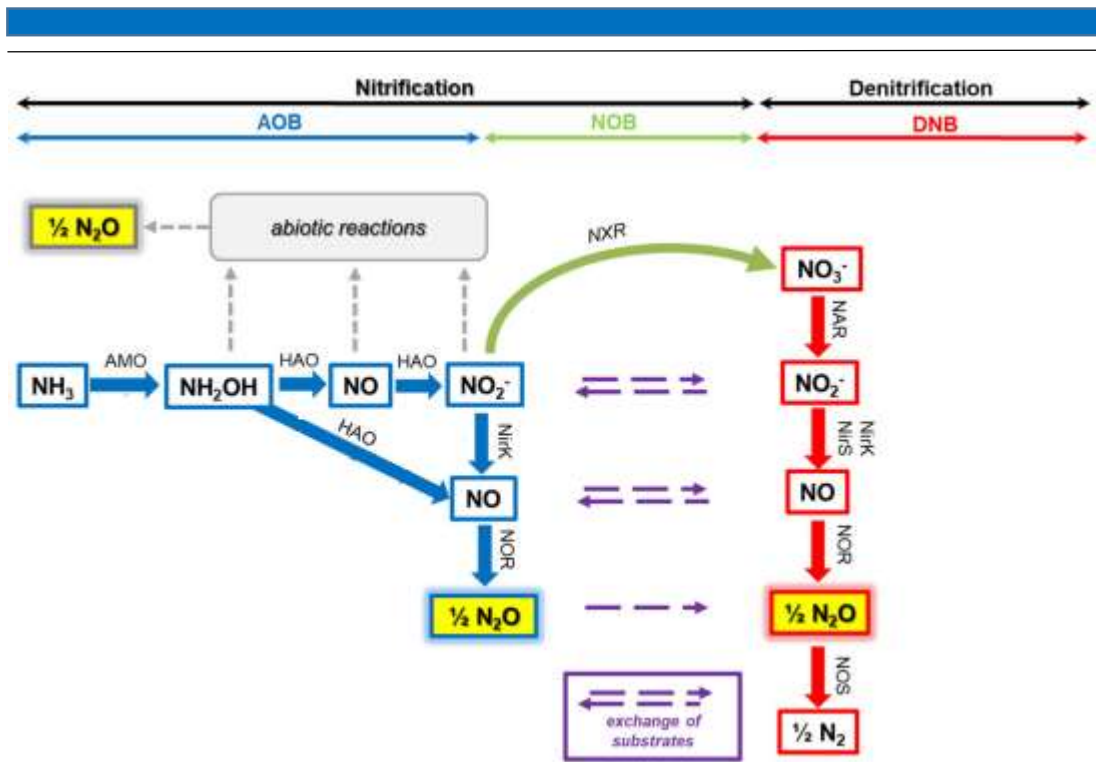 Nitrification
Denitrification
AOB
NOB
DNB
½ N₂O
abiotic reactions
NXR
NO₃⁻
NAR
NH₃
AMO
NH₂OH
HAO
NO
HAO
NO₂⁻
NO₂⁻
HAO
NirK
NirK
NirS
NO
NO
NOR
NOR
½ N₂O
½ N₂O
NOS
exchange of
substrates
½ N₂